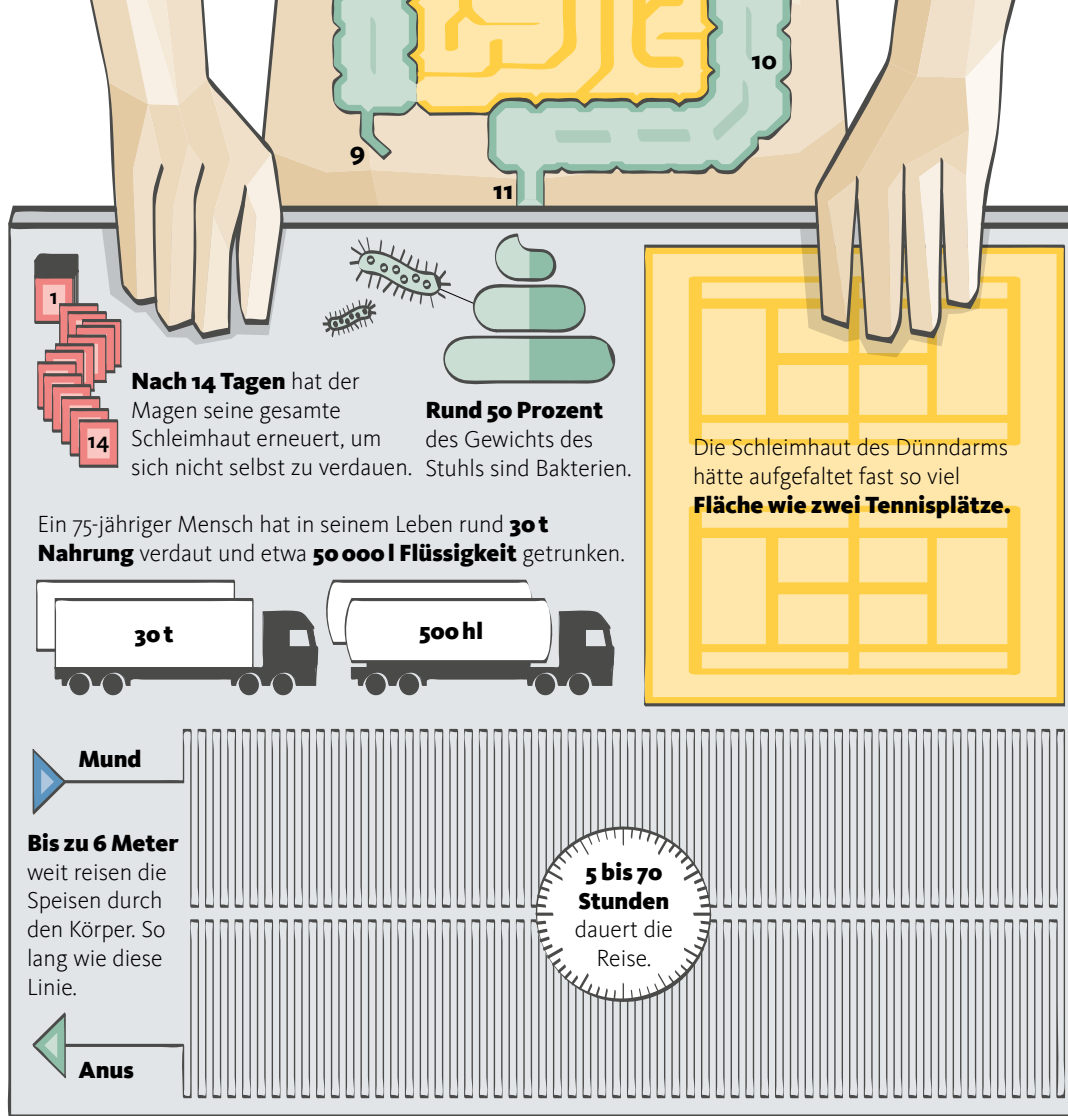 10
9
11
1
14
Nach 14 Tagen hat der
Magen seine gesamte
Schleimhaut erneuert, um
sich nicht selbst zu verdauen.
Rund 50 Prozent
des Gewichts des
Stuhls sind Bakterien.
Die Schleimhaut des Dünndarms
hätte aufgefaltet fast so viel
Fläche wie zwei Tennisplätze.
Ein 75-jähriger Mensch hat in seinem Leben rund 30 t
Nahrung verdaut und etwa 50 000 l Flüssigkeit getrunken.
30 t
500 hl
Mund
Bis zu 6 Meter
weit reisen die
Speisen durch
den Körper. So
lang wie diese
Linie.
5 bis 70
Stunden
dauert die
Reise.
Anus